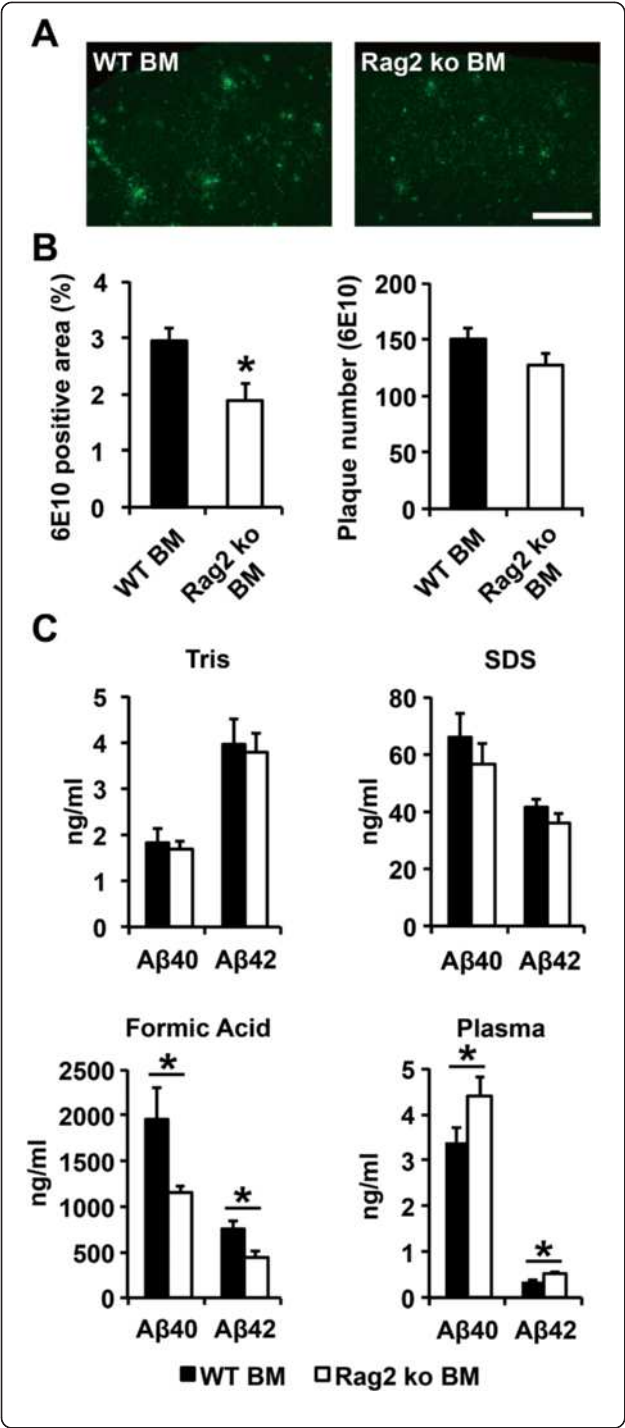 A
WT BM
Rag2 ko BM
B
6E10 positive area (%)
4
3
2
1
0
*
WT BM
Rag2 ko
BM
Plaque number (6E10)
200
150
100
50
0
WT BM
Rag2 ko
BM
C
Tris
ng/ml
5
4
3
2
1
0
Aβ40 Aβ42
SDS
ng/ml
80
60
40
20
0
Aβ40 Aβ42
Formic Acid
ng/ml
2500
2000
1500
1000
500
0
*
*
Aβ40 Aβ42
Plasma
ng/ml
5
4
3
2
1
0
*
*
Aβ40 Aβ42
WT BM Rag2 ko BM